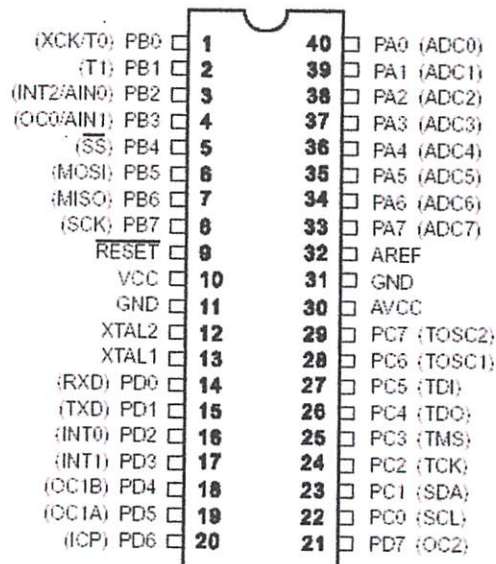 (XCK/T0) PB0 1 40 PA0 (ADC0)
(T1) PB1 2 39 PA1 (ADC1)
(INT2/AIN0) PB2 3 38 PA2 (ADC2)
(OC0/AIN1) PB3 4 37 PA3 (ADC3)
(SS) PB4 5 36 PA4 (ADC4)
(MOSI) PB5 6 35 PA5 (ADC5)
(MISO) PB6 7 34 PA6 (ADC6)
(SCK) PB7 8 33 PA7 (ADC7)
RESET 9 32 AREF
VCC 10 31 GND
GND 11 30 AVCC
XTAL2 12 29 PC7 (TOSC2)
XTAL1 13 28 PC6 (TOSC1)
(RXD) PD0 14 27 PC5 (TDI)
(TXD) PD1 15 26 PC4 (TDO)
(INT0) PD2 16 25 PC3 (TMS)
(INT1) PD3 17 24 PC2 (TCK)
(OC1B) PD4 18 23 PC1 (SDA)
(OC1A) PD5 19 22 PC0 (SCL)
(ICP) PD6 20 21 PD7 (OC2)